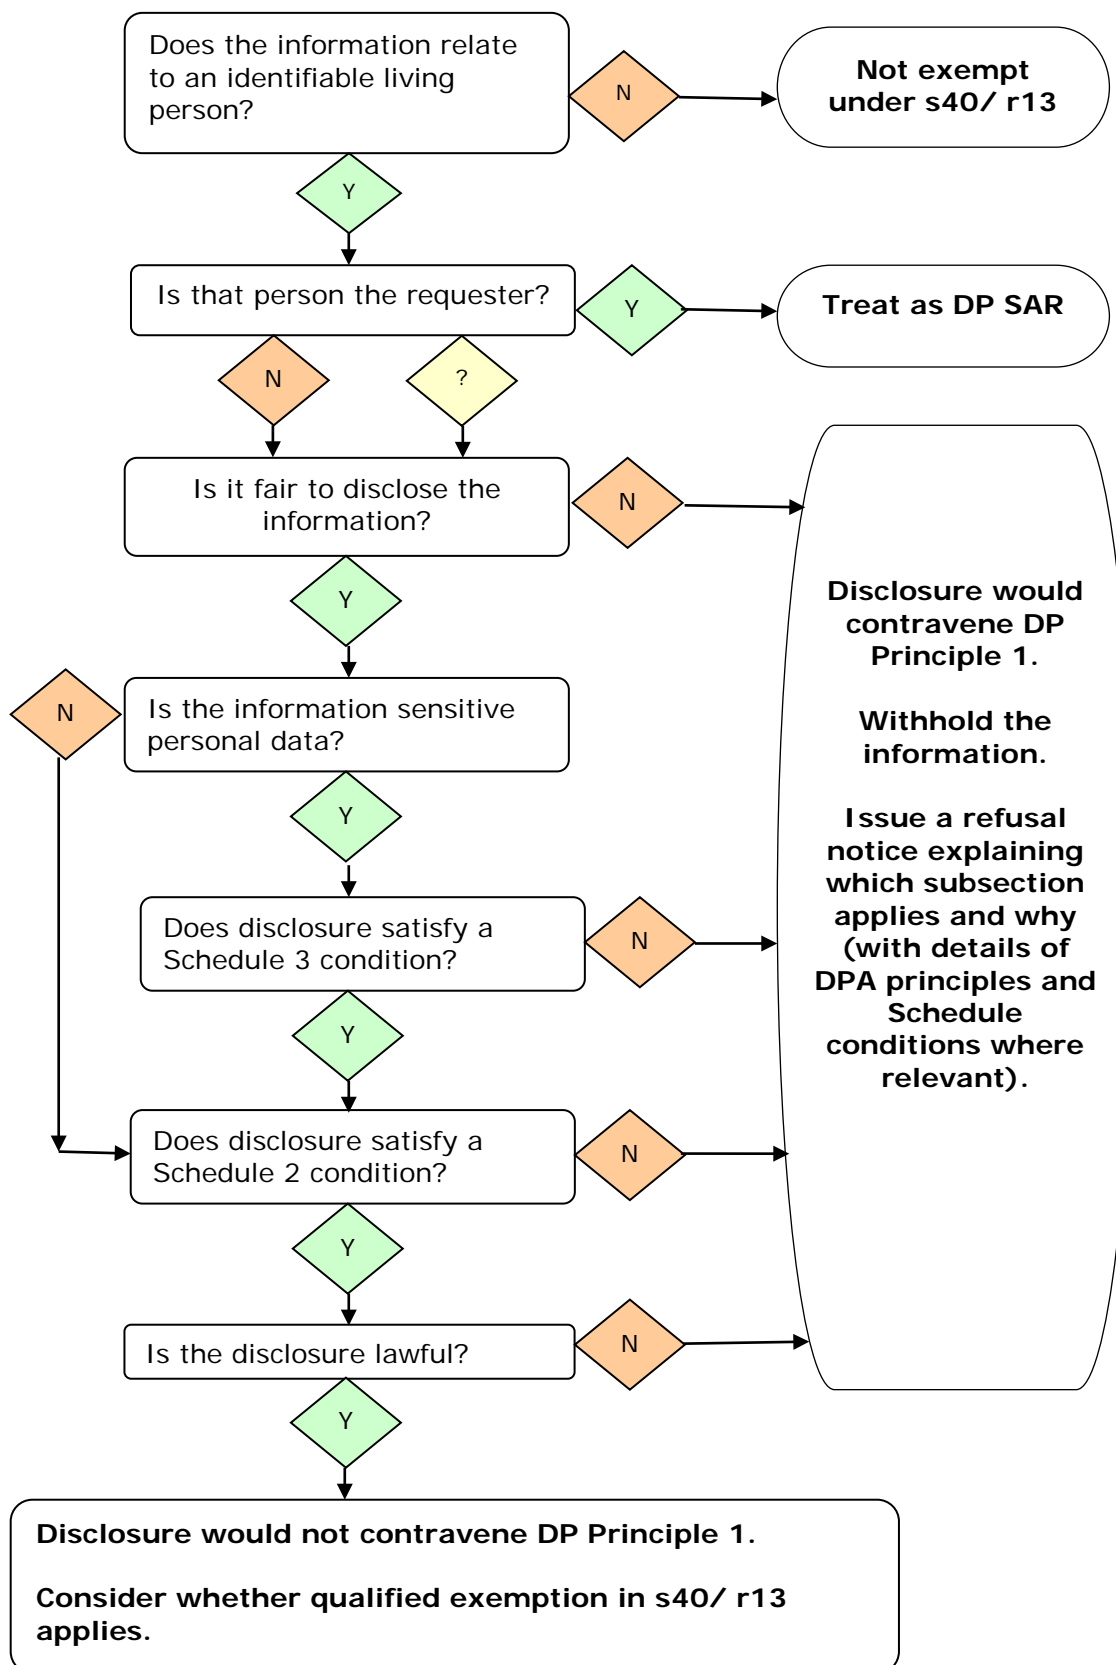 Does the information relate
to an identifiable living
person?
N
Not exempt
under s40/ r13
Y
Is that person the requester?
Y
Treat as DP SAR
N
?
Is it fair to disclose the
information?
N
Y
N
Is the information sensitive
personal data?
Y
Does disclosure satisfy a
Schedule 3 condition?
N
Y
Does disclosure satisfy a
Schedule 2 condition?
N
Y
Is the disclosure lawful?
N
Y
Disclosure would
contravene DP
Principle 1.
Withhold the
information.
Issue a refusal
notice explaining
which subsection
applies and why
(with details of
DPA principles and
Schedule
conditions where
relevant).
Disclosure would not contravene DP Principle 1.
Consider whether qualified exemption in s40/ r13
applies.